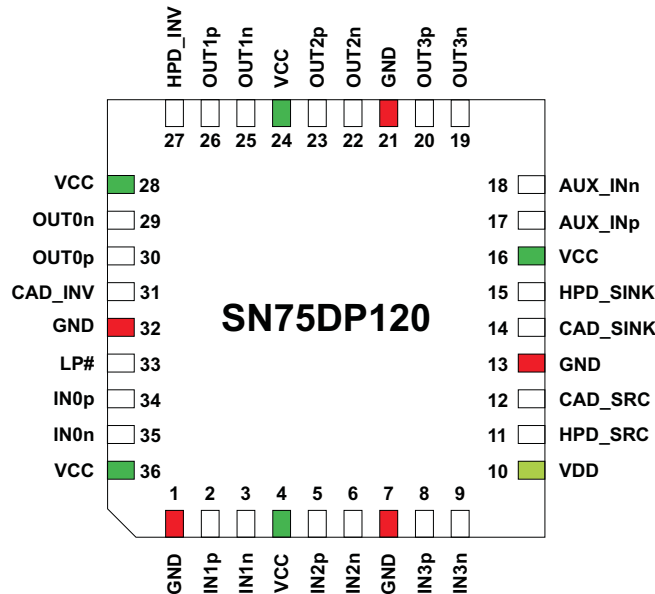 HPD_INV
OUT1p
OUT1n
VCC
OUT2p
OUT2n
GND
OUT3p
OUT3n
27 26 25 24 23 22 21 20 19
VCC 28
OUT0n 29
OUT0p 30
CAD_INV 31
GND 32
LP# 33
IN0p 34
IN0n 35
VCC 36
SN75DP120
18 AUX_INn
17 AUX_INp
16 VCC
15 HPD_SINK
14 CAD_SINK
13 GND
12 CAD_SRC
11 HPD_SRC
10 VDD
1 2 3 4 5 6 7 8 9
GND
IN1p
IN1n
VCC
IN2p
IN2n
GND
IN3p
IN3n